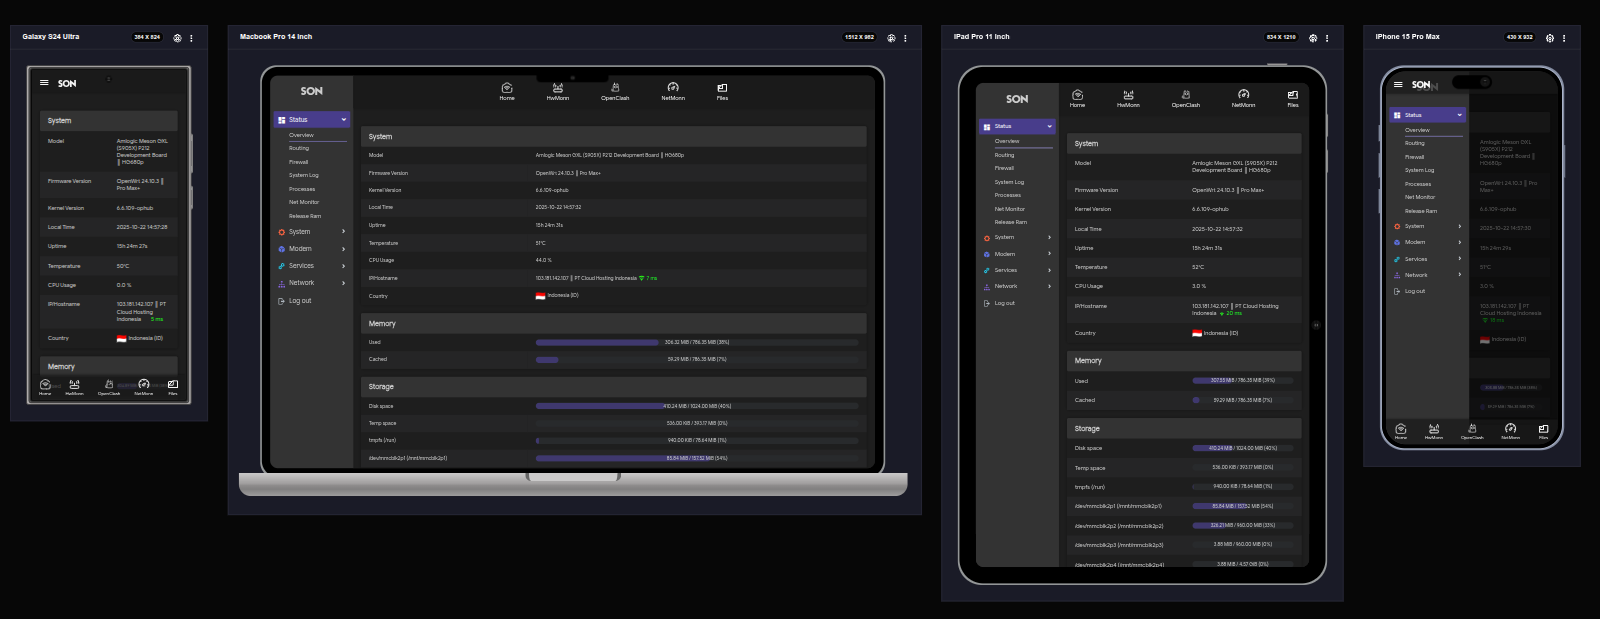 Galaxy S24 Ultra
384 X 824
SON
System
Model
Amlogic Meson GXL
(S905X) P212
Development Board
|| HG680p
Firmware Version
OpenWrt 24.10.3 ||
Pro Max+
Kernel Version
6.6.109-ophub
Local Time
2025-10-22 14:57:28
Uptime
15h 24m 27s
Temperature
50°C
CPU Usage
0.0 %
IP/Hostname
103.181.142.107 || PT
Cloud Hosting
Indonesia
5 ms
Country
Indonesia (ID)
Memory
Home
HwMonn
OpenClash
NetMonn
Files
Macbook Pro 14 Inch
1512 X 982
SON
Home
HwMonn
OpenClash
NetMonn
Files
Status
Overview
Routing
Firewall
System Log
Processes
Net Monitor
Release Ram
System
Modem
Services
Network
Log out
System
Model
Amlogic Meson GXL (S905X) P212 Development Board || HG680p
Firmware Version
OpenWrt 24.10.3 || Pro Max+
Kernel Version
6.6.109-ophub
Local Time
2025-10-22 14:57:32
Uptime
15h 24m 31s
Temperature
51°C
CPU Usage
44.0 %
IP/Hostname
103.181.142.107 || PT Cloud Hosting Indonesia 7 ms
Country
Indonesia (ID)
Memory
Used
306.32 MiB / 786.35 MiB (38%)
Cached
59.29 MiB / 786.35 MiB (7%)
Storage
Disk space
410.24 MiB / 1024.00 MiB (40%)
Temp space
536.00 KiB / 393.17 MiB (0%)
tmpfs (/run)
940.00 KiB / 78.64 MiB (1%)
/dev/mmcblk2p1 (/mnt/mmcblk2p1)
85.84 MiB / 157.52 MiB (54%)
iPad Pro 11 Inch
834 X 1210
SON
Home
HwMonn
OpenClash
NetMonn
Files
Status
Overview
Routing
Firewall
System Log
Processes
Net Monitor
Release Ram
System
Modem
Services
Network
Log out
System
Model
Amlogic Meson GXL (S905X) P212
Development Board || HG680p
Firmware Version
OpenWrt 24.10.3 || Pro Max+
Kernel Version
6.6.109-ophub
Local Time
2025-10-22 14:57:32
Uptime
15h 24m 31s
Temperature
52°C
CPU Usage
3.0 %
IP/Hostname
103.181.142.107 || PT Cloud Hosting
Indonesia 20 ms
Country
Indonesia (ID)
Memory
Used
307.55 MiB / 786.35 MiB (39%)
Cached
59.29 MiB / 786.35 MiB (7%)
Storage
Disk space
410.24 MiB / 1024.00 MiB (40%)
Temp space
536.00 KiB / 393.17 MiB (0%)
tmpfs (/run)
940.00 KiB / 78.64 MiB (1%)
/dev/mmcblk2p1 (/mnt/mmcblk2p1)
85.84 MiB / 157.52 MiB (54%)
/dev/mmcblk2p2 (/mnt/mmcblk2p2)
326.21 MiB / 960.00 MiB (33%)
/dev/mmcblk2p3 (/mnt/mmcblk2p3)
3.88 MiB / 960.00 MiB (0%)
/dev/mmcblk2p4 (/mnt/mmcblk2p4)
3.88 MiB / 4.57 GiB (0%)
iPhone 15 Pro Max
430 X 932
SON
Status
Overview
Routing
Firewall
System Log
Processes
Net Monitor
Release Ram
System
Modem
Services
Network
Log out
Amlogic Meson GXL
(S905X) P212
Development Board
|| HG680p
OpenWrt 24.10.3 || Pro
Max+
6.6.109-ophub
2025-10-22 14:57:30
15h 24m 29s
51°C
3.0 %
103.181.142.107 || PT
Cloud Hosting Indonesia
Indonesia (ID)
Home
HwMonn
OpenClash
NetMonn
Files